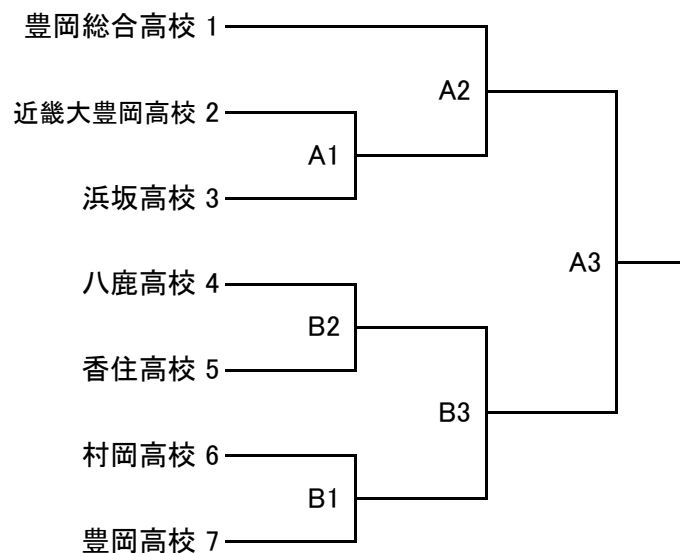 豊岡総合高校 1
A2
近畿大豊岡高校 2
A1
浜坂高校 3
A3
八鹿高校 4
B2
香住高校 5
B3
村岡高校 6
B1
豊岡高校 7